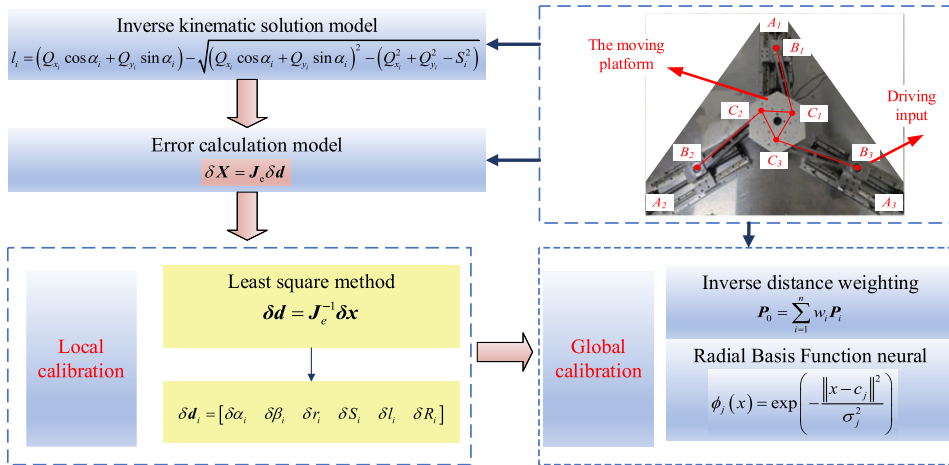 Inverse kinematic solution model
l_i = (Q_{x_i} cos α_i + Q_{y_i} sin α_i) − √((Q_{x_i} cos α_i + Q_{y_i} sin α_i)^2 − (Q_{x_i}^2 + Q_{y_i}^2 − S_i^2))
Error calculation model
δX = J_e δd
A1
The moving
platform
B1
C2
C1
Driving
input
B2
C3
B3
A2
A3
Local
calibration
Least square method
δd = J_e^{-1} δx
δd_i = [δα_i δβ_i δr_i δS_i δl_i δR_i]
Global
calibration
Inverse distance weighting
P_0 = ∑_{i=1}^{n} w_i P_i
Radial Basis Function neural
φ_j(x) = exp(−‖x−c_j‖^2 / σ_j^2)